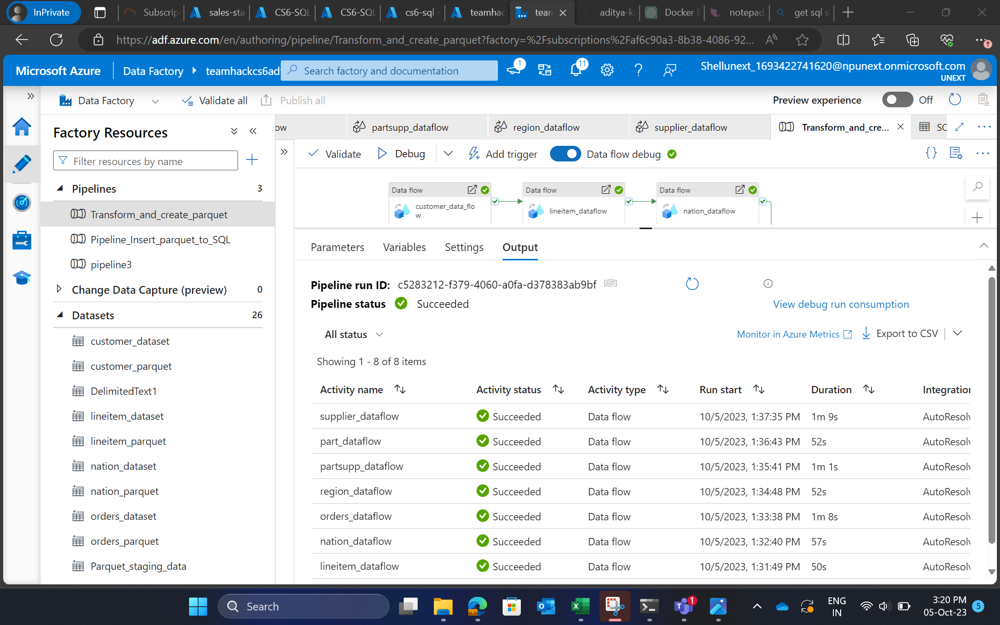 InPrivate
Subscript
sales-sta
CS6-SQL
CS6-SQL
cs6-sql -
teamhac
team
aditya-ka
Docker E
notepad
get sql s
https://adf.azure.com/en/authoring/pipeline/Transform_and_create_parquet?factory=%2Fsubscriptions%2Faf6c90a3-8b38-4086-92...
Microsoft Azure
Data Factory
teamhackcs6adf
Search factory and documentation
1
11
Shellunext_1693422741620@npunext.onmicrosoft.com
UNEXT
Data Factory
Validate all
Publish all
Preview experience
Off
Factory Resources
Filter resources by name
Pipelines 3
Transform_and_create_parquet
Pipeline_Insert_parquet_to_SQL
pipeline3
Change Data Capture (preview) 0
Datasets 26
customer_dataset
customer_parquet
DelimitedText1
lineitem_dataset
lineitem_parquet
nation_dataset
nation_parquet
orders_dataset
orders_parquet
Parquet_staging_data
ow
partsupp_dataflow
region_dataflow
supplier_dataflow
Transform_and_cre...
Validate
Debug
Add trigger
Data flow debug
Data flow
customer_data_flo
w
Data flow
lineitem_dataflow
Data flow
nation_dataflow
Parameters
Variables
Settings
Output
Pipeline run ID: c5283212-f379-4060-a0fa-d378383ab9bf [@]
Pipeline status Succeeded
View debug run consumption
All status
Monitor in Azure Metrics
Export to CSV
Showing 1 - 8 of 8 items
Activity name Activity status Activity type Run start Duration Integration
supplier_dataflow Succeeded Data flow 10/5/2023, 1:37:35 PM 1m 9s AutoResolv
part_dataflow Succeeded Data flow 10/5/2023, 1:36:43 PM 52s AutoResolv
partsupp_dataflow Succeeded Data flow 10/5/2023, 1:35:41 PM 1m 1s AutoResolv
region_dataflow Succeeded Data flow 10/5/2023, 1:34:48 PM 52s AutoResolv
orders_dataflow Succeeded Data flow 10/5/2023, 1:33:38 PM 1m 8s AutoResolv
nation_dataflow Succeeded Data flow 10/5/2023, 1:32:40 PM 57s AutoResolv
lineitem_dataflow Succeeded Data flow 10/5/2023, 1:31:49 PM 50s AutoResolv
Search
1
ENG
IN
3:20 PM
05-Oct-23
5